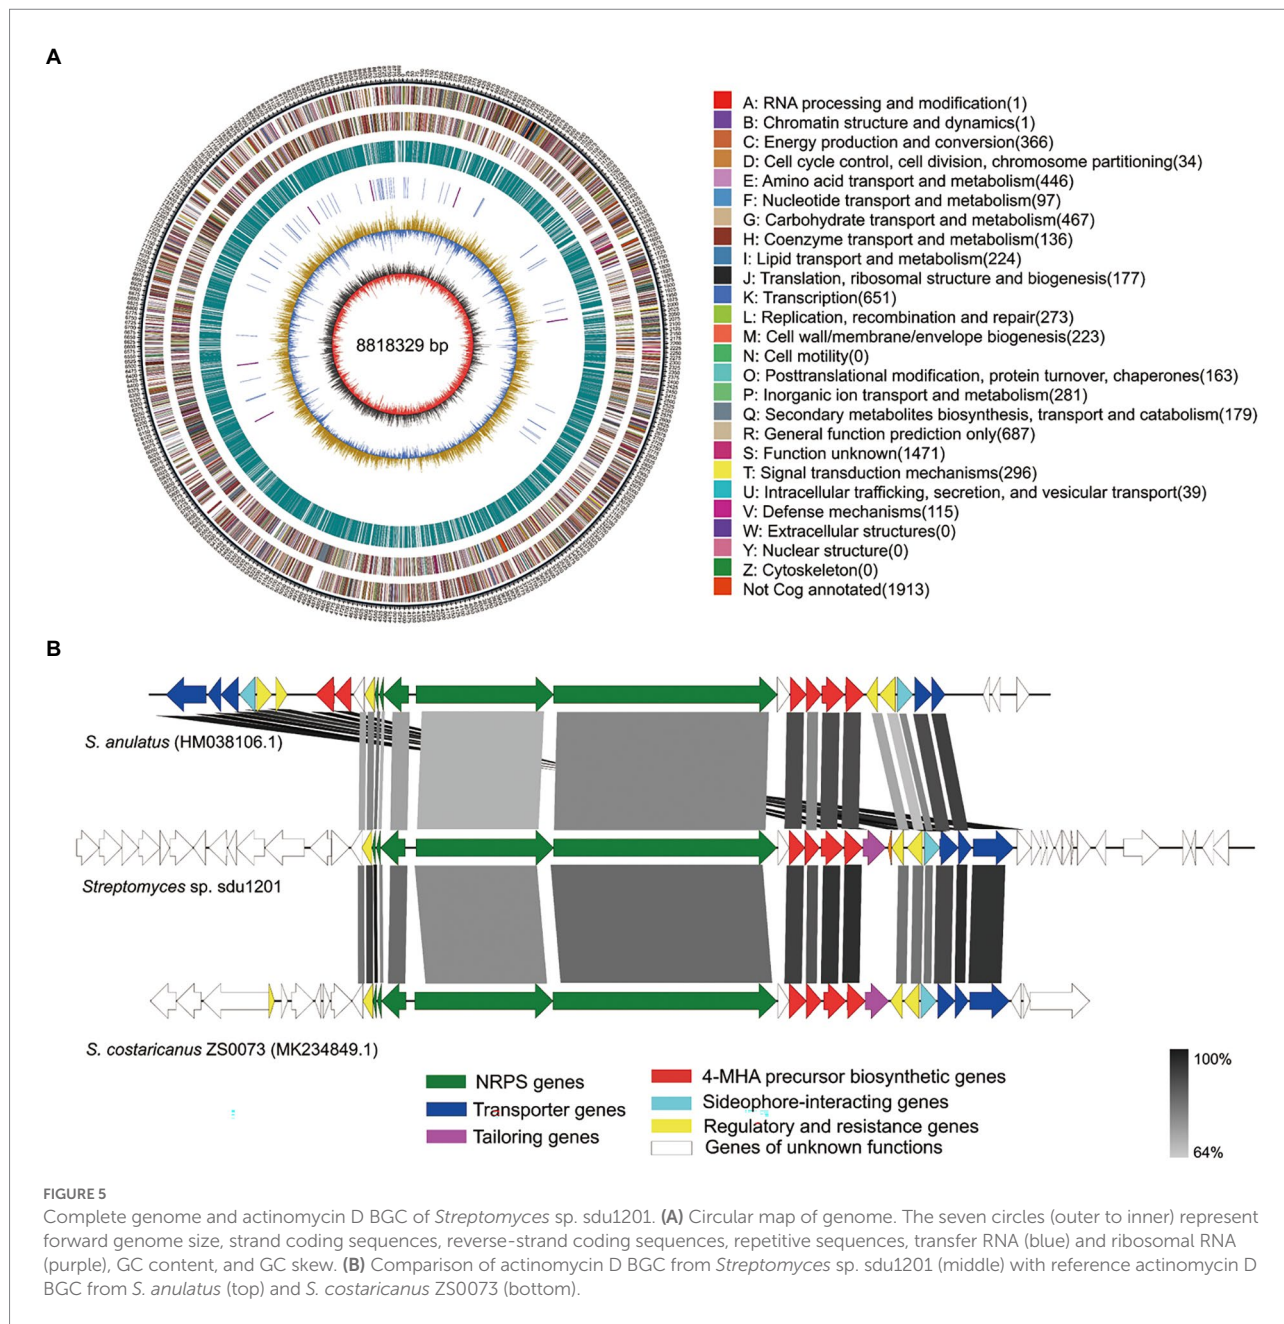 A
8818329 bp
A: RNA processing and modification(1)
B: Chromatin structure and dynamics(1)
C: Energy production and conversion(366)
D: Cell cycle control, cell division, chromosome partitioning(34)
E: Amino acid transport and metabolism(446)
F: Nucleotide transport and metabolism(97)
G: Carbohydrate transport and metabolism(467)
H: Coenzyme transport and metabolism(136)
I: Lipid transport and metabolism(224)
J: Translation, ribosomal structure and biogenesis(177)
K: Transcription(651)
L: Replication, recombination and repair(273)
M: Cell wall/membrane/envelope biogenesis(223)
N: Cell motility(0)
O: Posttranslational modification, protein turnover, chaperones(163)
P: Inorganic ion transport and metabolism(281)
Q: Secondary metabolites biosynthesis, transport and catabolism(179)
R: General function prediction only(687)
S: Function unknown(1471)
T: Signal transduction mechanisms(296)
U: Intracellular trafficking, secretion, and vesicular transport(39)
V: Defense mechanisms(115)
W: Extracellular structures(0)
Y: Nuclear structure(0)
Z: Cytoskeleton(0)
Not Cog annotated(1913)
B
S. anulatus (HM038106.1)
Streptomyces sp. sdu1201
S. costaricanus ZS0073 (MK234849.1)
NRPS genes
Transporter genes
Tailoring genes
4-MHA precursor biosynthetic genes
Sideophore-interacting genes
Regulatory and resistance genes
Genes of unknown functions
100%
64%
FIGURE 5
Complete genome and actinomycin D BGC of Streptomyces sp. sdu1201. (A) Circular map of genome. The seven circles (outer to inner) represent
forward genome size, strand coding sequences, reverse-strand coding sequences, repetitive sequences, transfer RNA (blue) and ribosomal RNA
(purple), GC content, and GC skew. (B) Comparison of actinomycin D BGC from Streptomyces sp. sdu1201 (middle) with reference actinomycin D
BGC from S. anulatus (top) and S. costaricanus ZS0073 (bottom).